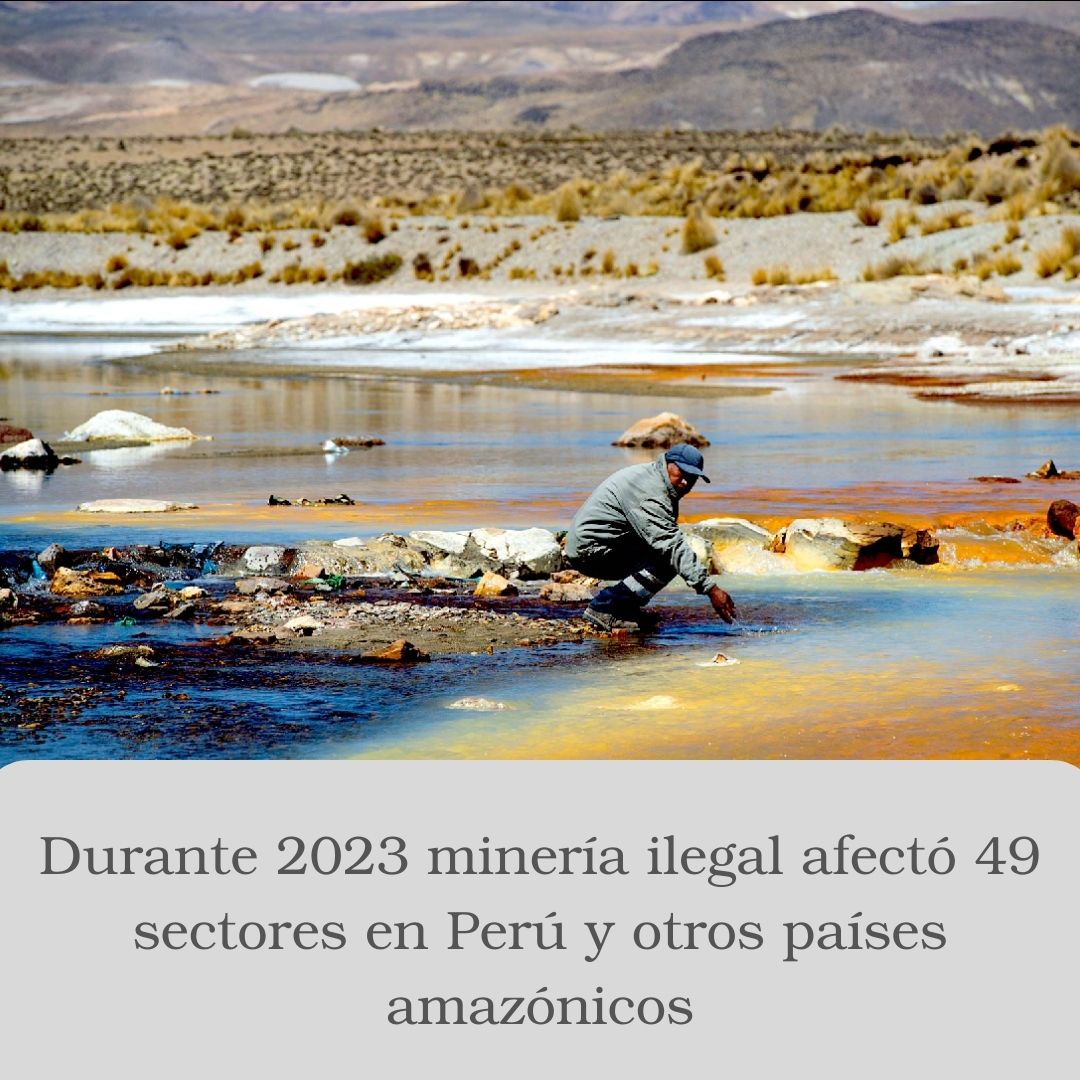 Durante 2023 minería ilegal afectó 49
sectores en Perú y otros países
amazónicos